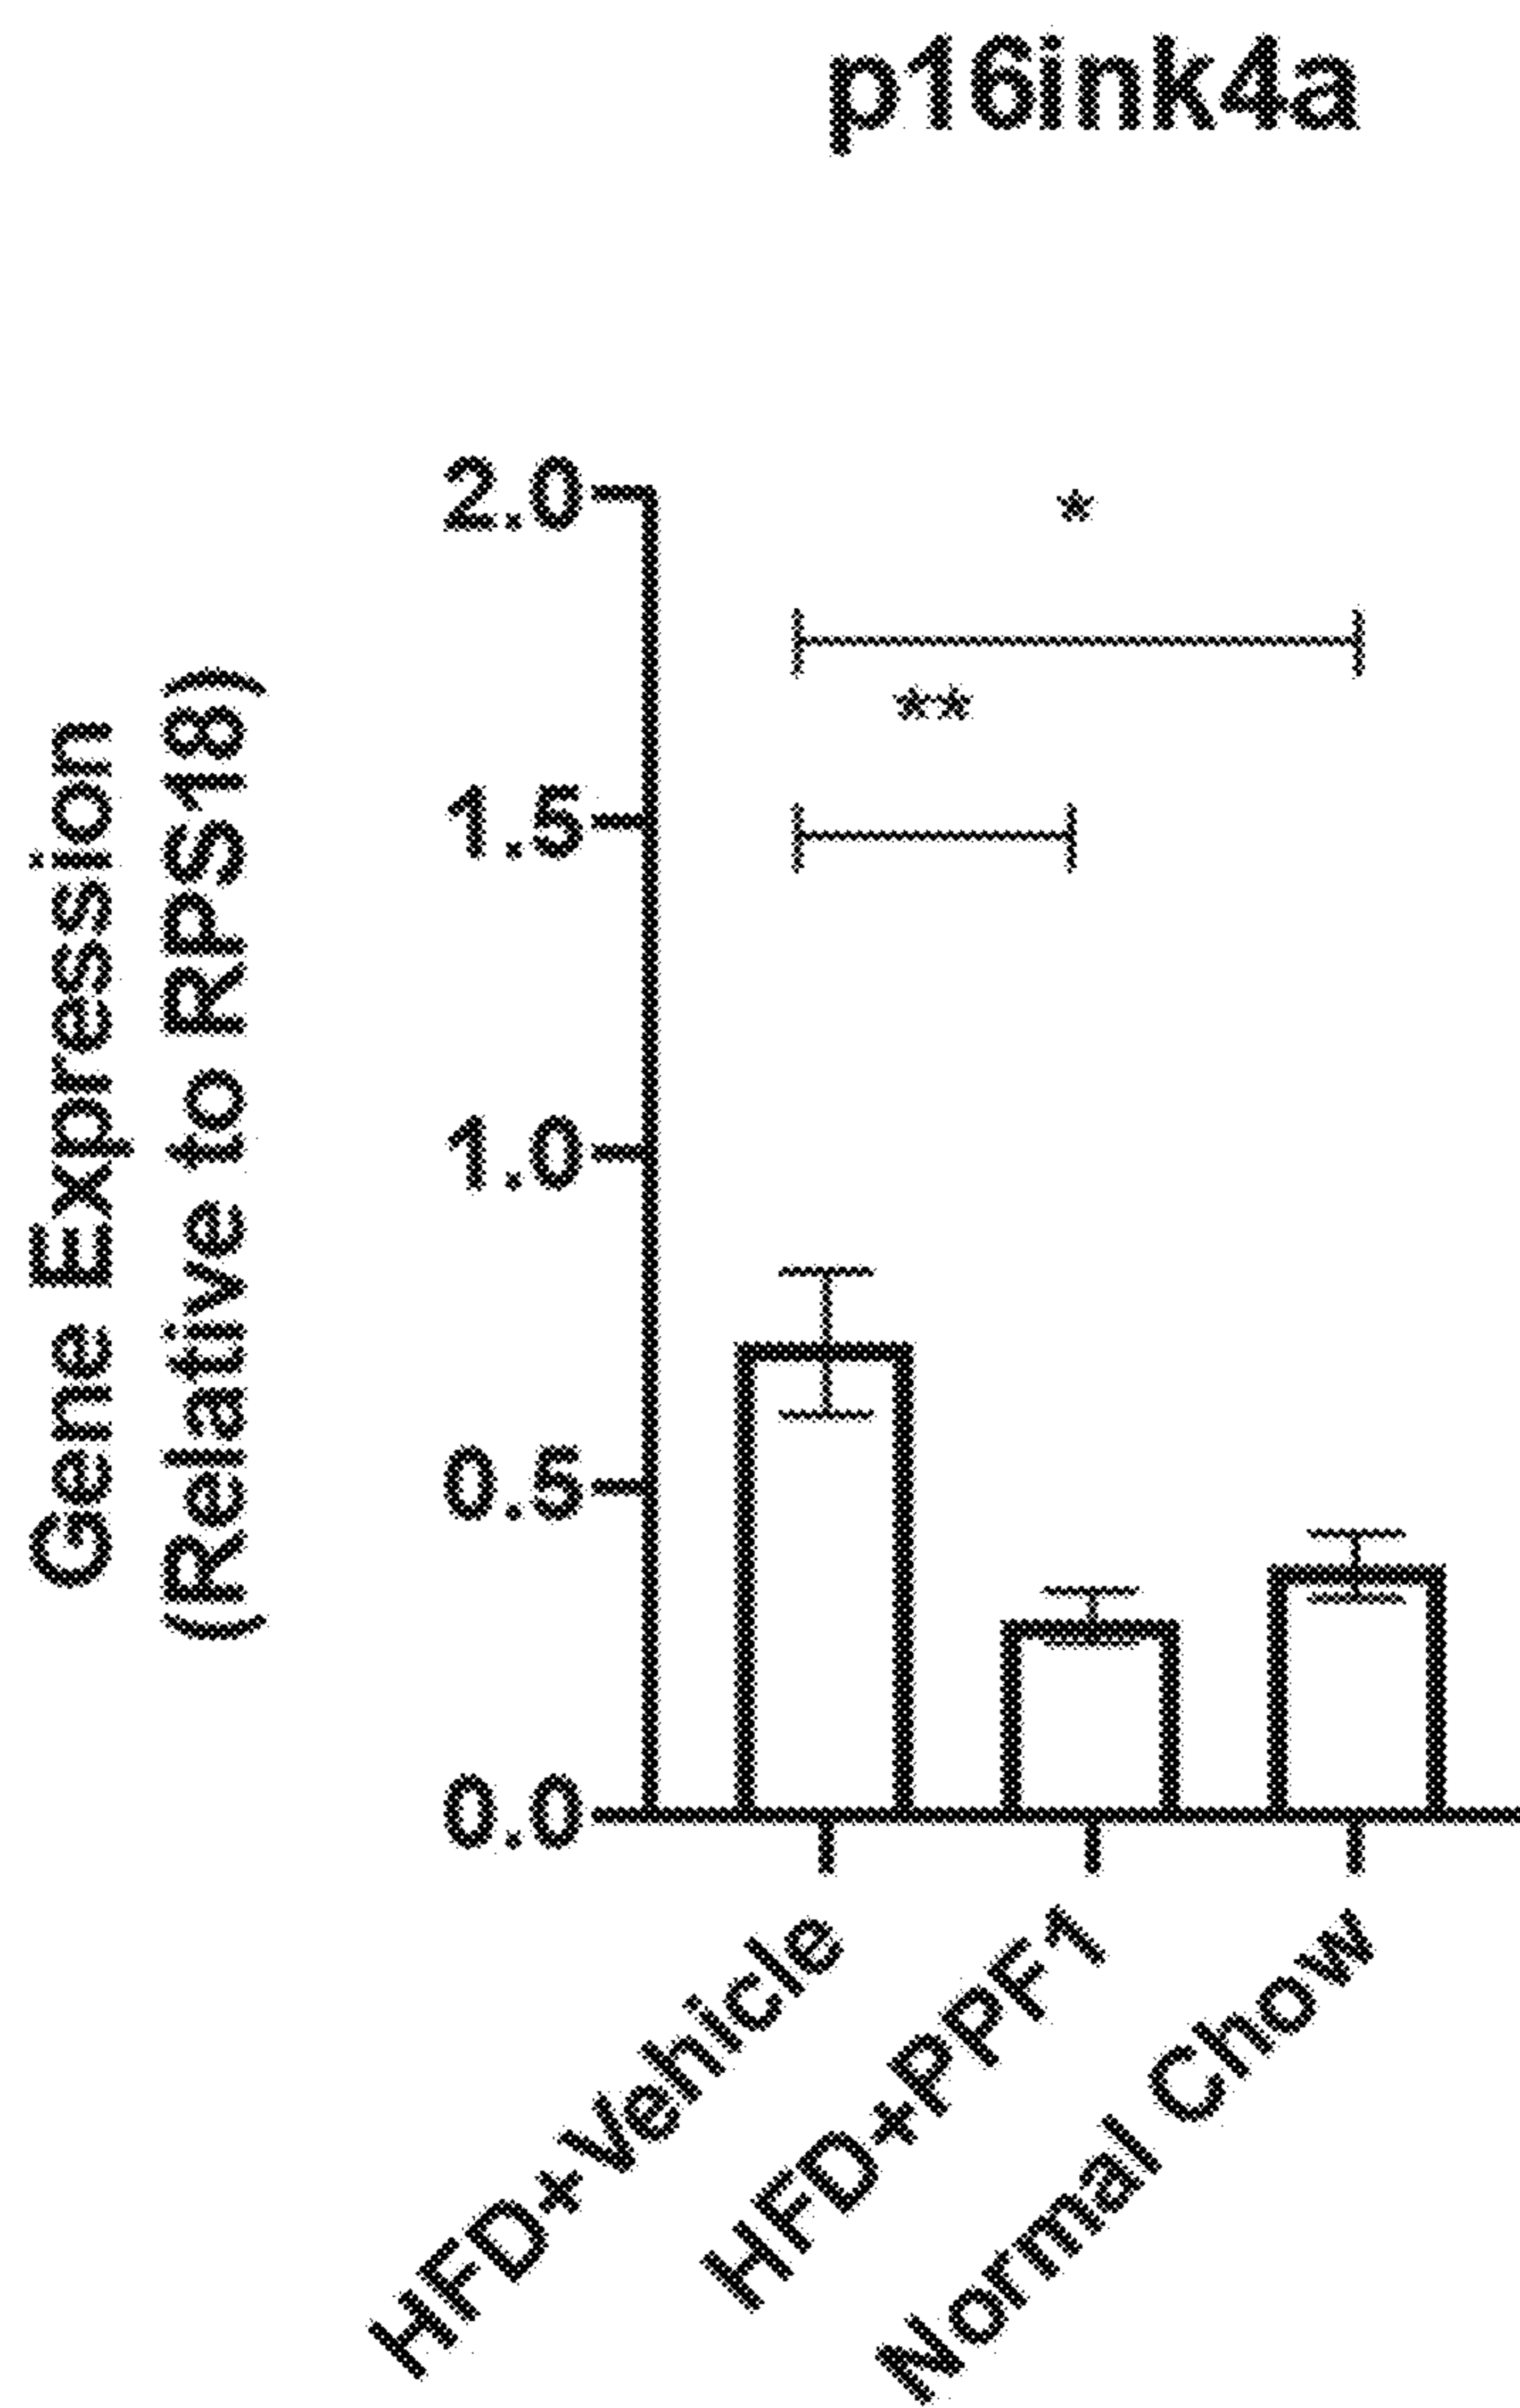 p16ink4a
Gene Expression
(Relative to RPS18)
2.0
1.5
1.0
0.5
0.0
*
**
HFD+Vehicle
HFD+PPF1
Normal Chow